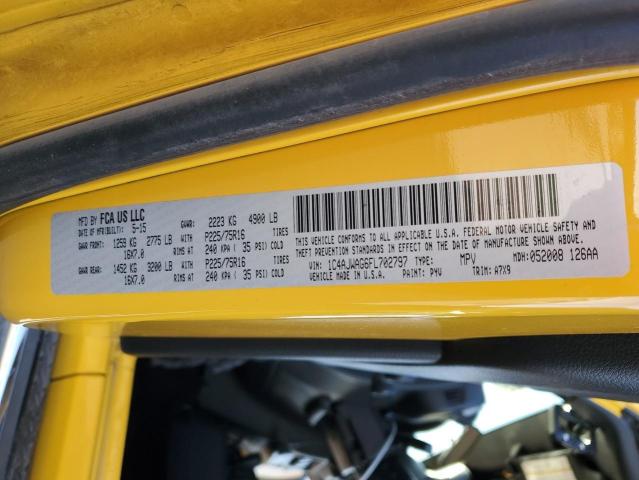 MFD BY FCA US LLC
DATE OF MFR(BUILT): 5-15 GVWR: 2223 KG 4900 LB
GAWR FRONT: 1259 KG 2775 LB WITH P225/75R16 TIRES
16X7.0 RIMS AT 240 KPA ( 35 PSI) COLD
GAWR REAR: 1452 KG 3200 LB WITH P225/75R16 TIRES
16X7.0 RIMS AT 240 KPA ( 35 PSI) COLD
THIS VEHICLE CONFORMS TO ALL APPLICABLE U.S.A. FEDERAL MOTOR VEHICLE SAFETY AND
THEFT PREVENTION STANDARDS IN EFFECT ON THE DATE OF MANUFACTURE SHOWN ABOVE.
VIN: 1C4AJWAG6FL702797 TYPE: MPV MDH: 052008 126AA
VEHICLE MADE IN U.S.A. PAINT: PYV TRIM: A7X9